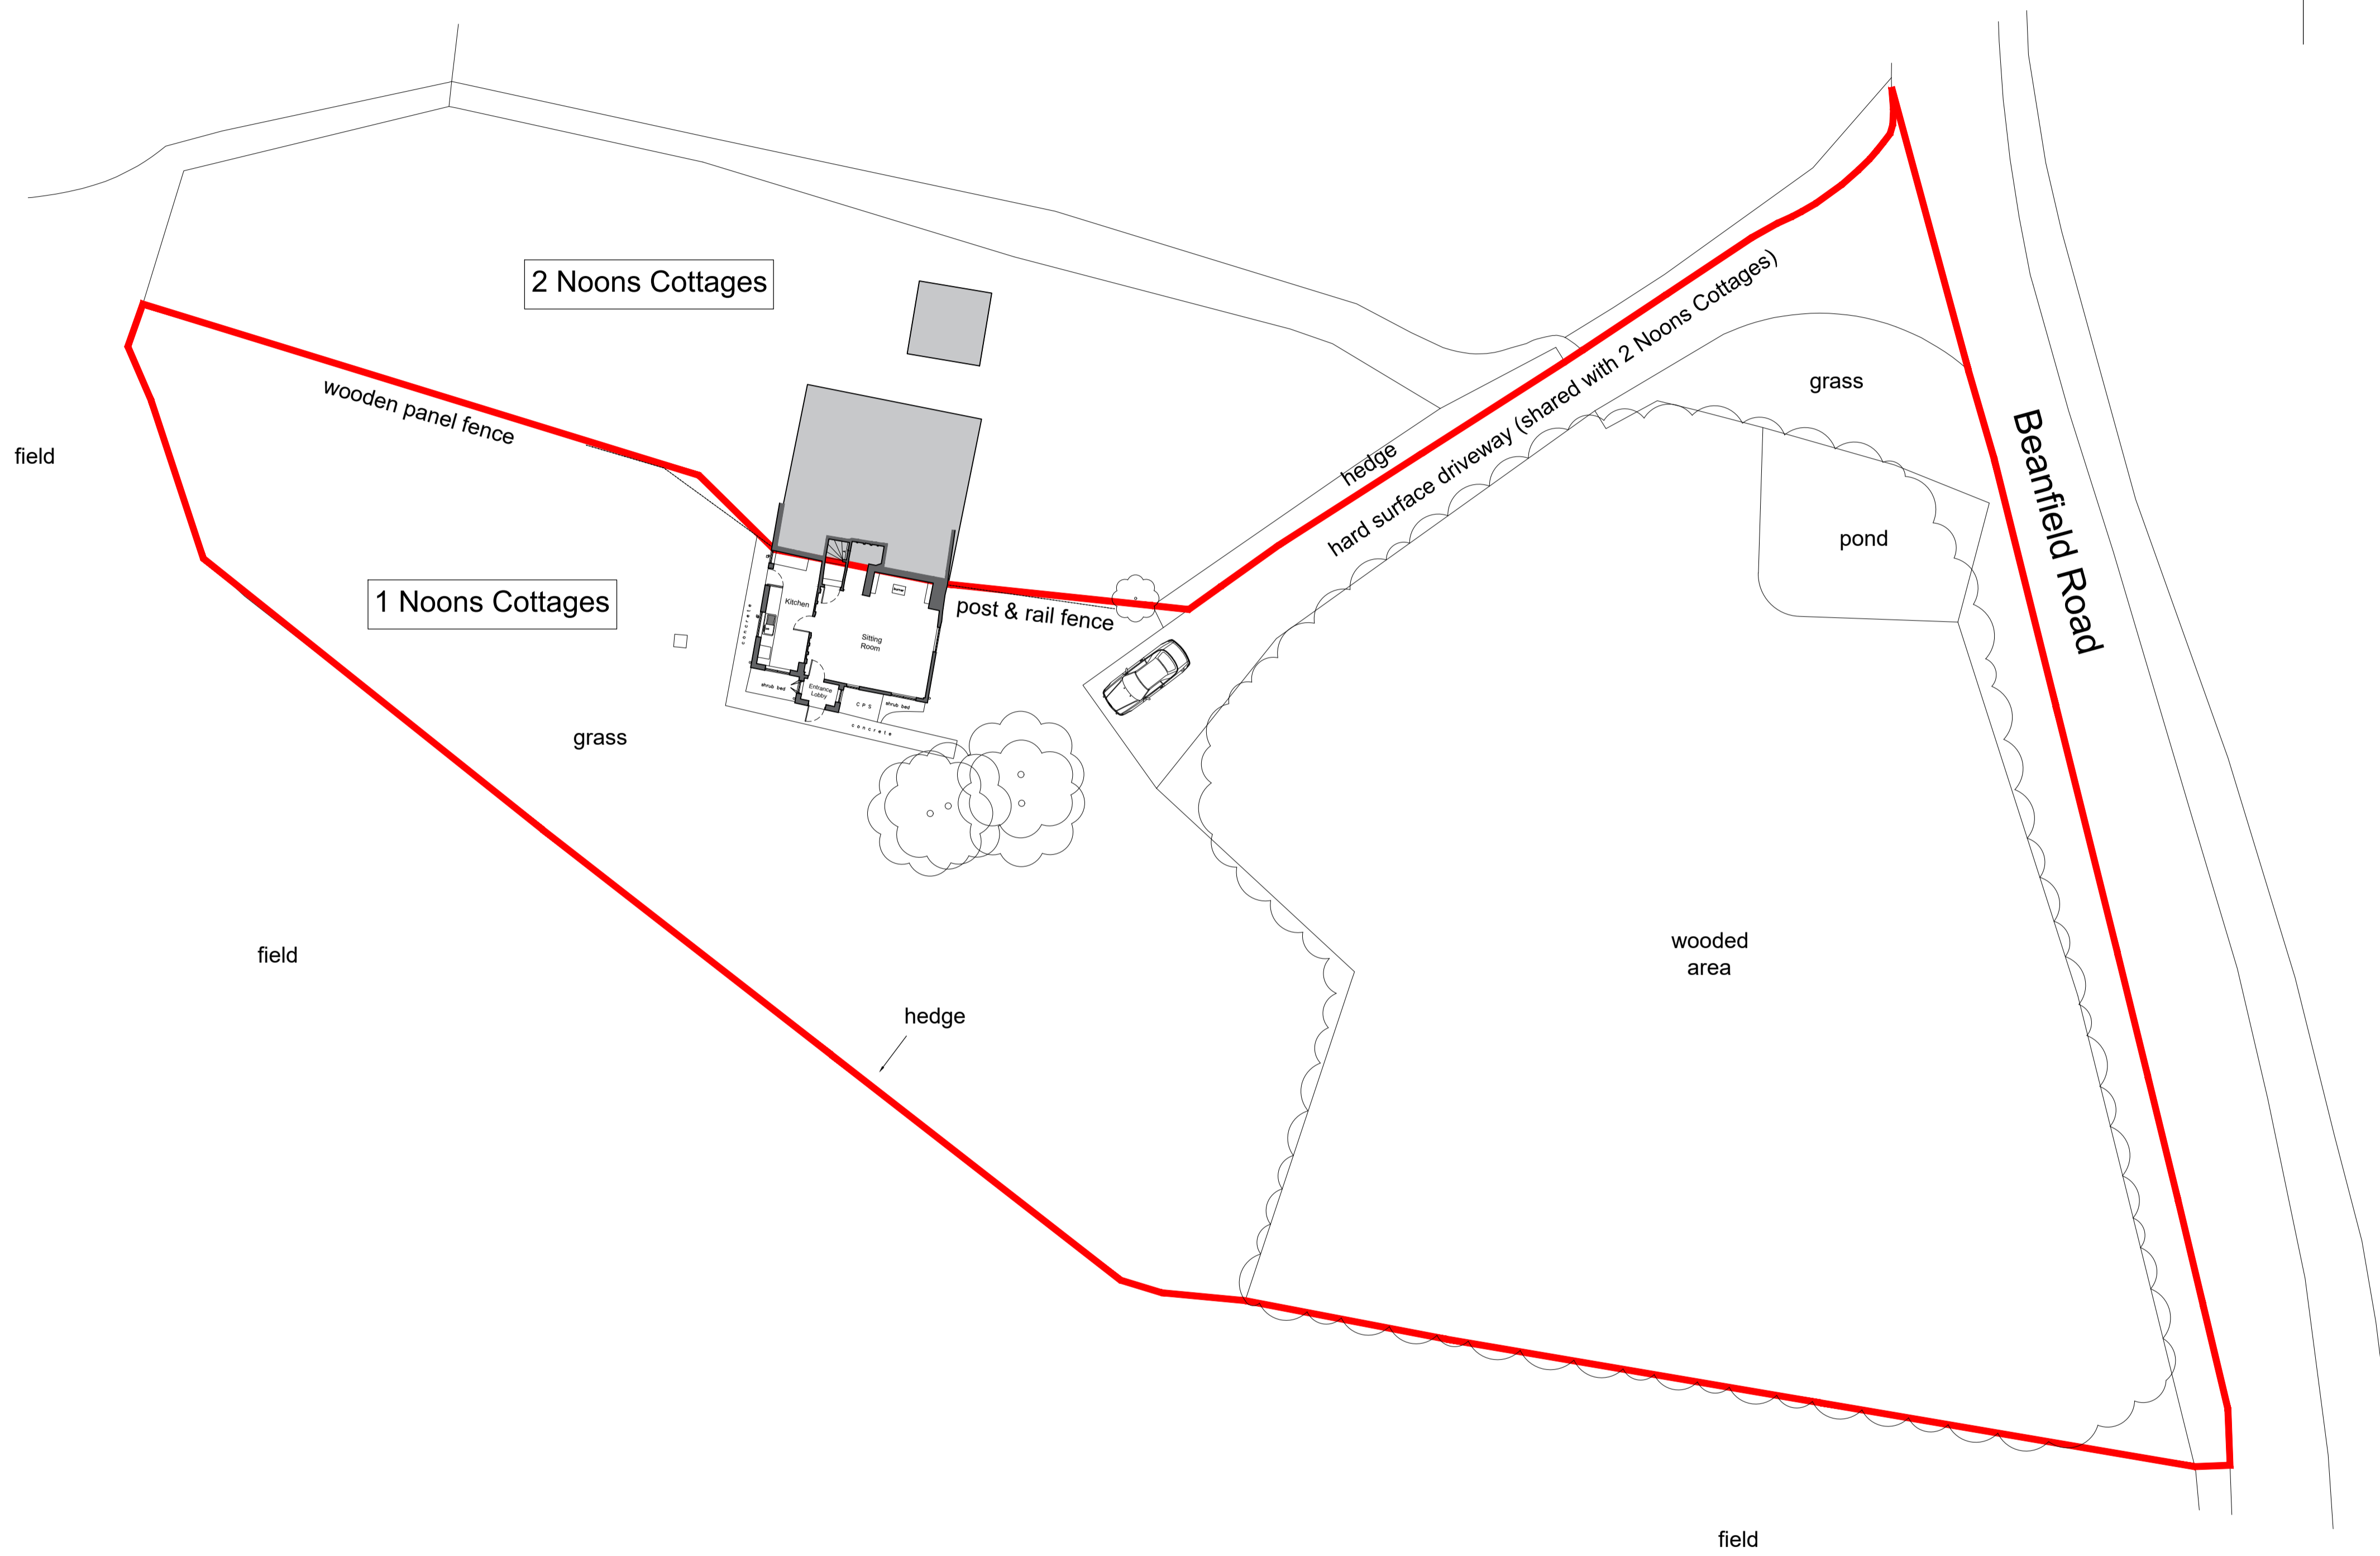 2 Noons Cottages
wooden panel fence
field
1 Noons Cottages
hedge
hard surface driveway (shared with 2 Noons Cottages)
grass
pond
Beanfield Road
post & rail fence
Kitchen
Sitting
Room
Entrance
Lobby
concrete
shrub bed
C P S
shrub bed
concrete
grass
field
hedge
wooded
area
field